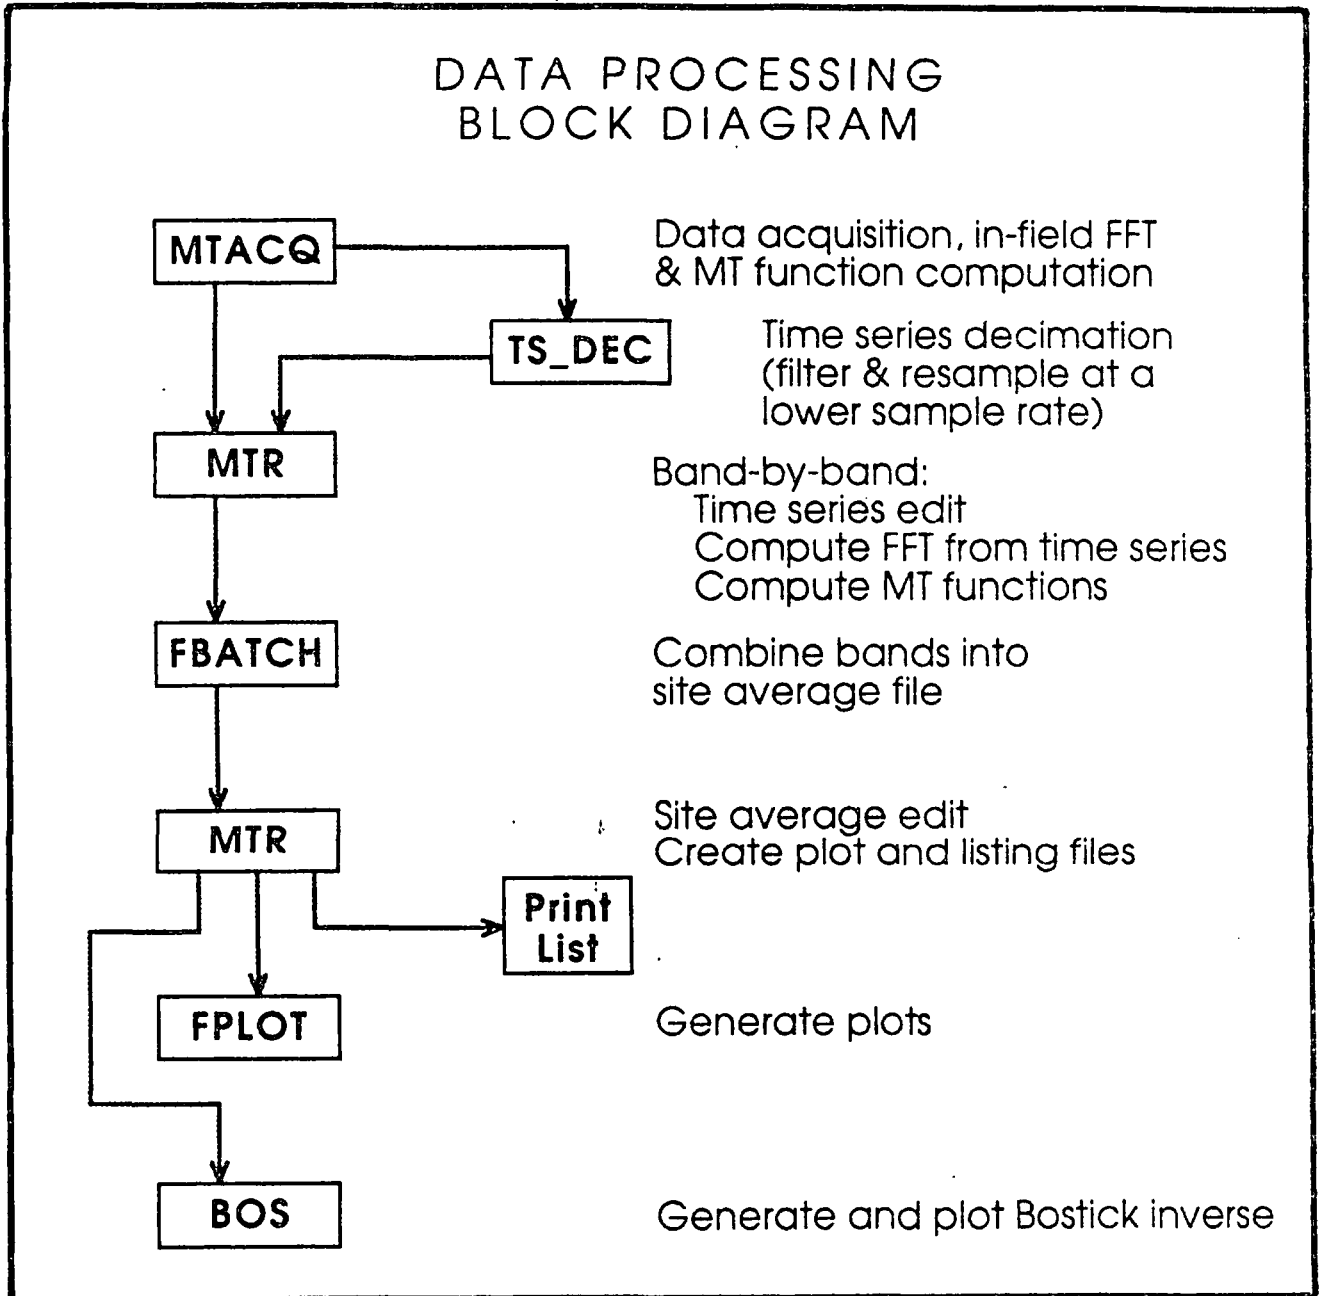 DATA PROCESSING
BLOCK DIAGRAM
MTACQ
Data acquisition, in-field FFT
& MT function computation
TS_DEC
Time series decimation
(filter & resample at a
lower sample rate)
MTR
Band-by-band:
Time series edit
Compute FFT from time series
Compute MT functions
FBATCH
Combine bands into
site average file
MTR
Site average edit
Create plot and listing files
Print
List
FPLOT
Generate plots
BOS
Generate and plot Bostick inverse